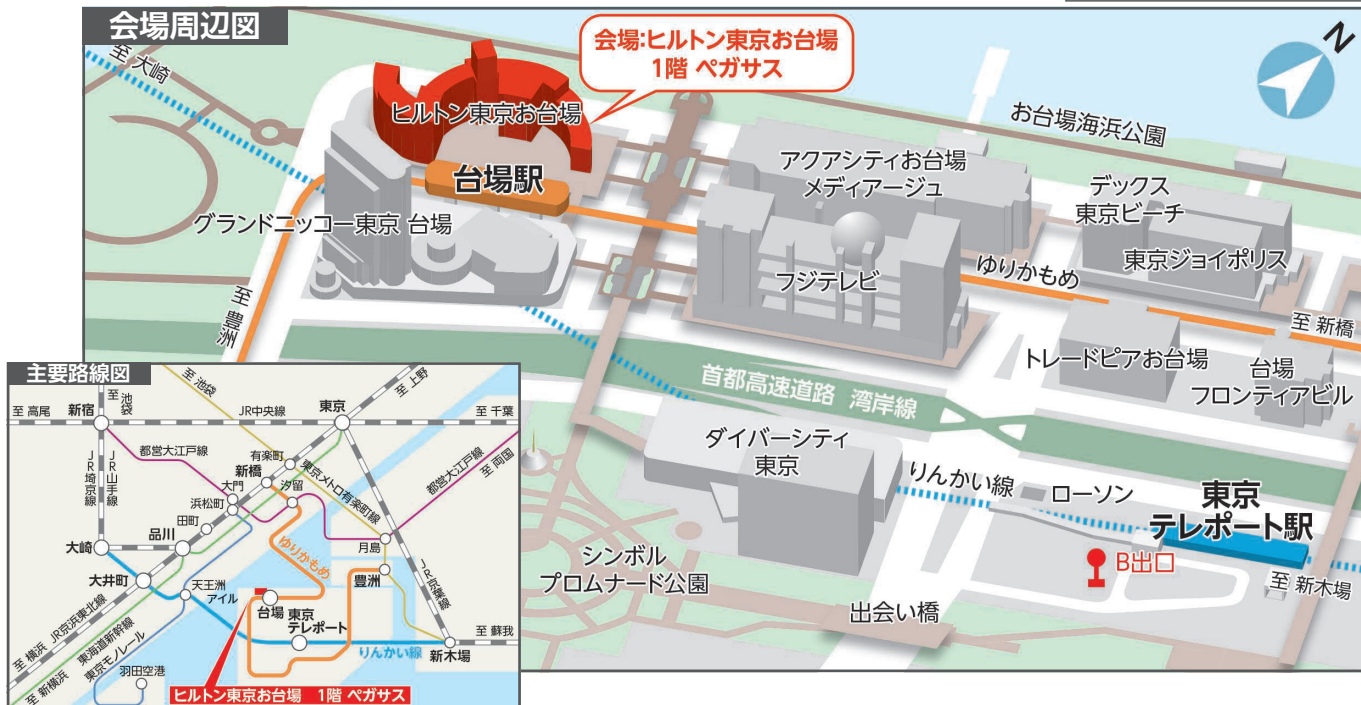 会場周辺図
至 大崎
会場:ヒルトン東京お台場
1階 ペガサス
N
ヒルトン東京お台場
お台場海浜公園
台場駅
アクアシティお台場
メディアージュ
デックス
東京ビーチ
グランドニッコー東京 台場
東京ジョイポリス
フジテレビ
ゆりかもめ
至 豊洲
至 新橋
トレードピアお台場
台場
フロンティアビル
首都高速道路 湾岸線
ダイバーシティ
東京
りんかい線
ローソン
東京
テレポート駅
シンボル
プロムナード公園
B出口
至 新木場
出会い橋
主要路線図
至 池袋
至 池袋
至 上野
至 高尾
新宿
JR中央線
東京
至 千葉
都営大江戸線
有楽町
新橋
汐留
東京メトロ有楽町線
都営大江戸線
至 両国
JR埼京線
JR山手線
大門
浜松町
田町
品川
月島
大崎
ゆりかもめ
JR京葉線
大井町
天王洲
アイル
豊洲
台場
東京
テレポート
至 蘇我
りんかい線
新木場
至 横浜
JR京浜東北線
東海道新幹線
至 新横浜
東京モノレール
羽田空港
ヒルトン東京お台場 1階 ペガサス